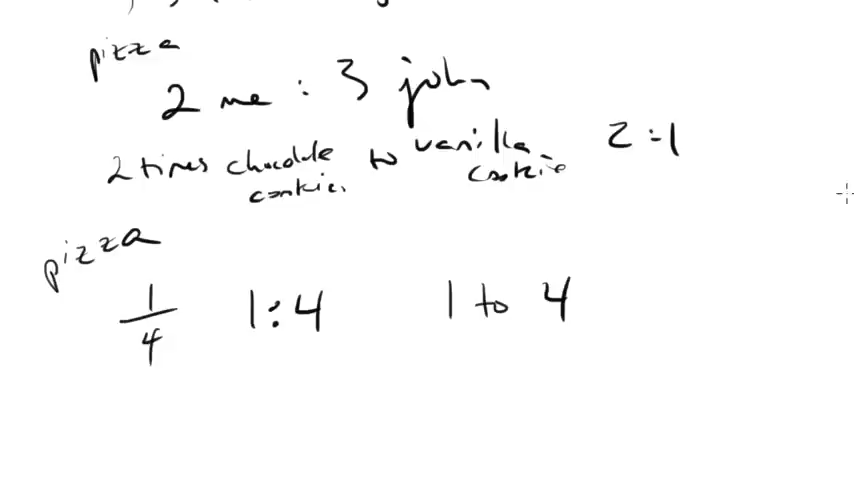 pizza
2 me : 3 john
2 times chocolate cookies to vanilla cookie 2:1
pizza
1/4 1:4 1 to 4